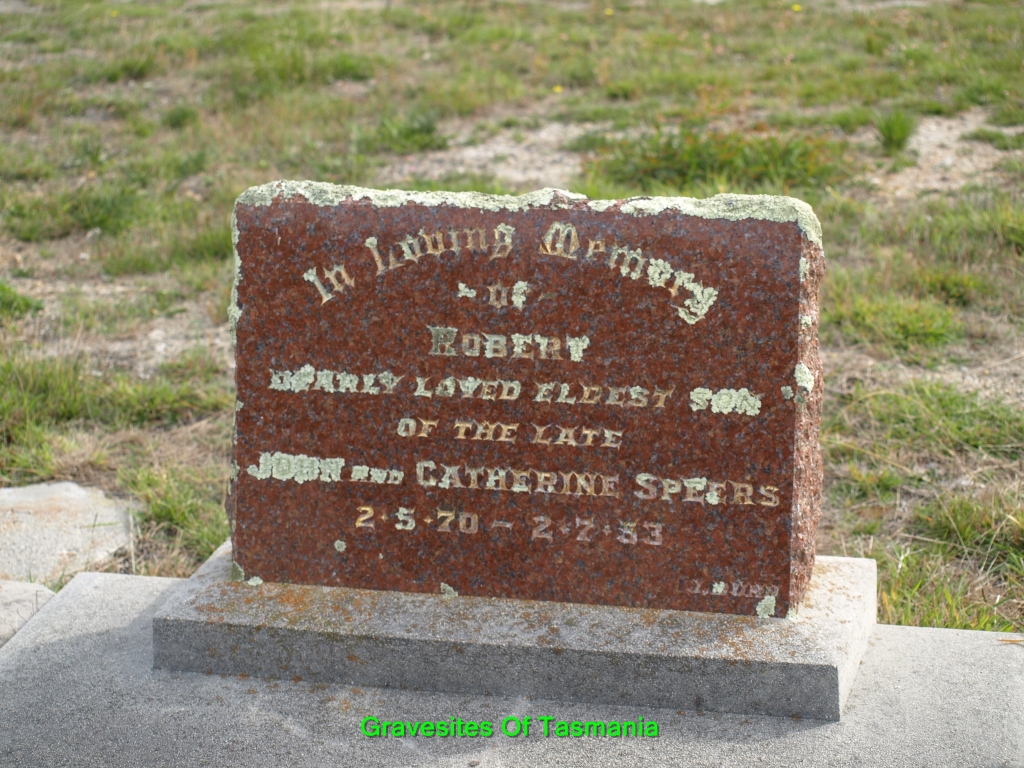 In Loving Memory
- of -
ROBERT
DEARLY LOVED ELDEST SON
OF THE LATE
JOHN AND CATHERINE SPEERS
2·5·70 - 2·7·53
Gravesites Of Tasmania